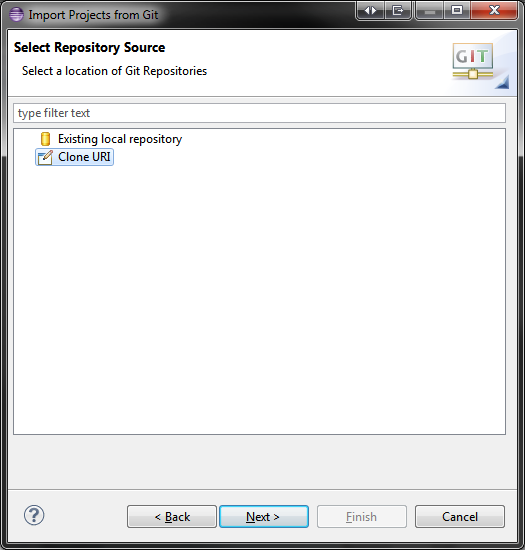 Import Projects from Git
Select Repository Source
Select a location of Git Repositories
GIT
type filter text
Existing local repository
Clone URI
?
< Back
Next >
Finish
Cancel